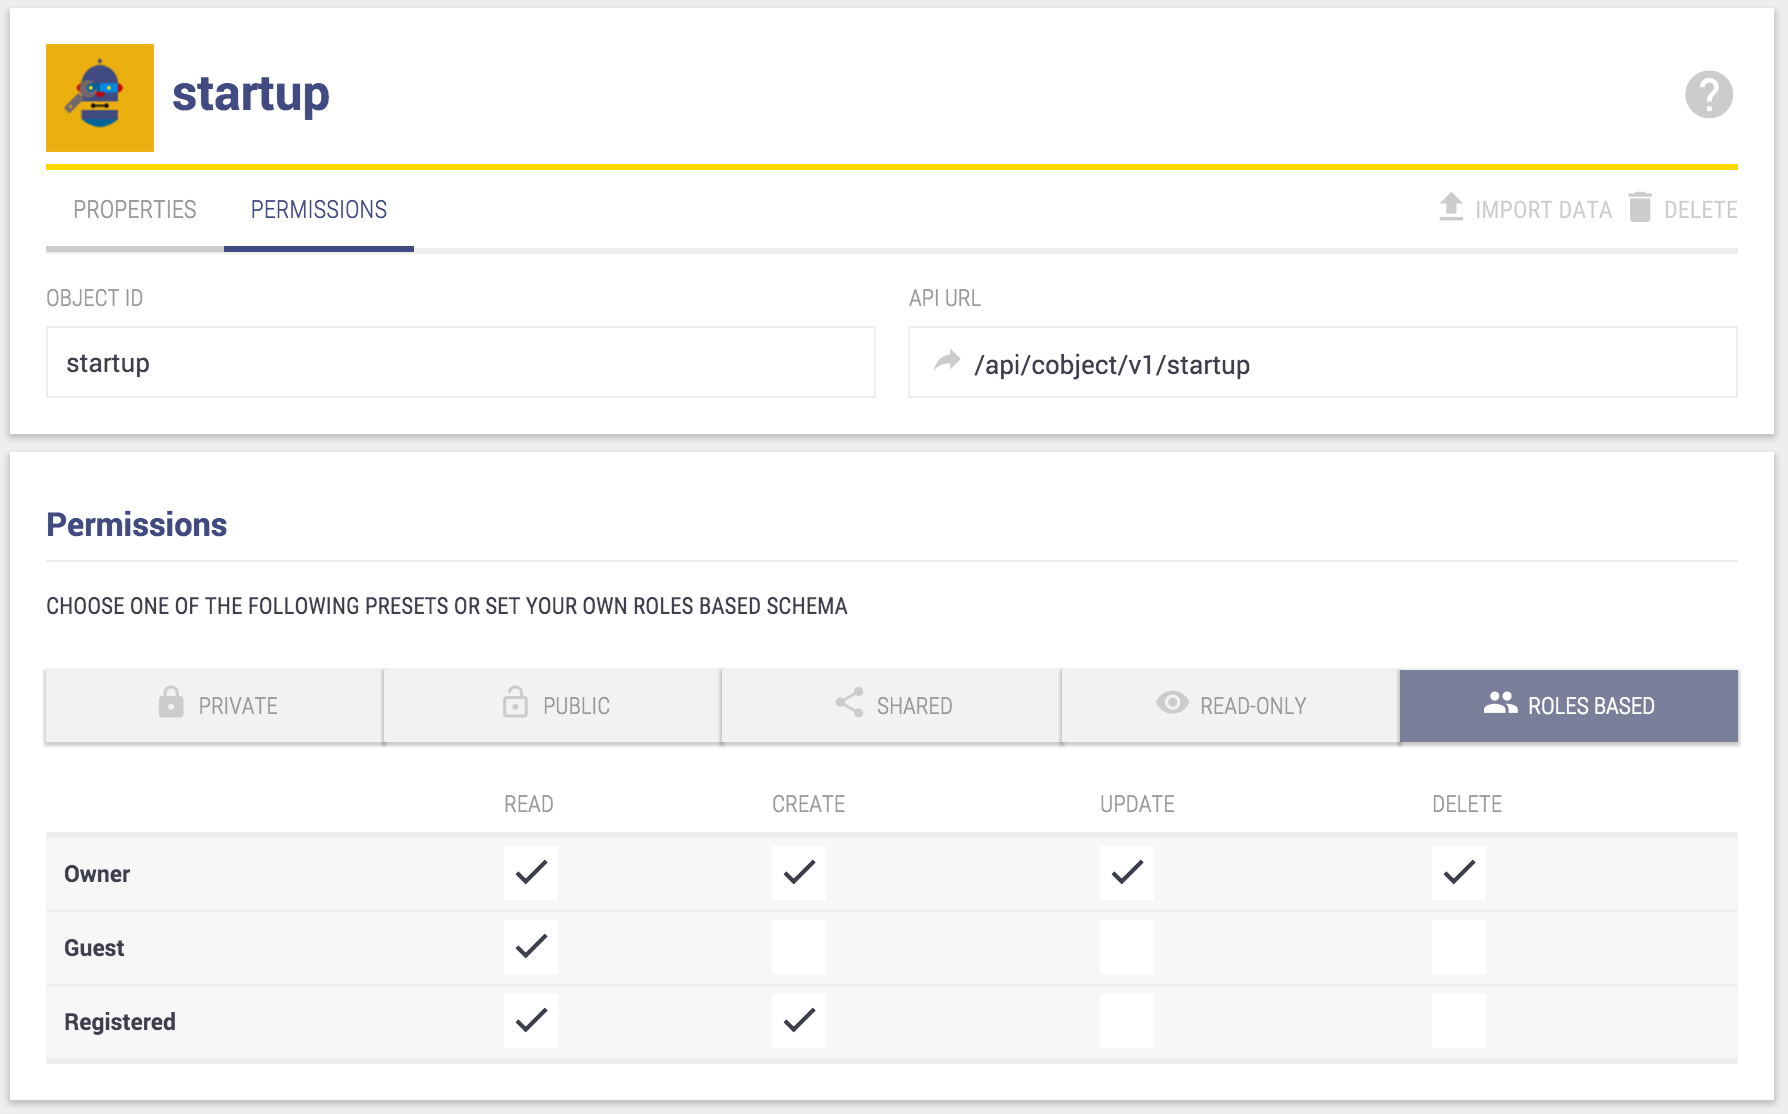 startup
PROPERTIES PERMISSIONS IMPORT DATA DELETE
OBJECT ID API URL
startup /api/cobject/v1/startup
Permissions
CHOOSE ONE OF THE FOLLOWING PRESETS OR SET YOUR OWN ROLES BASED SCHEMA
PRIVATE PUBLIC SHARED READ-ONLY ROLES BASED
READ CREATE UPDATE DELETE
Owner
Guest
Registered